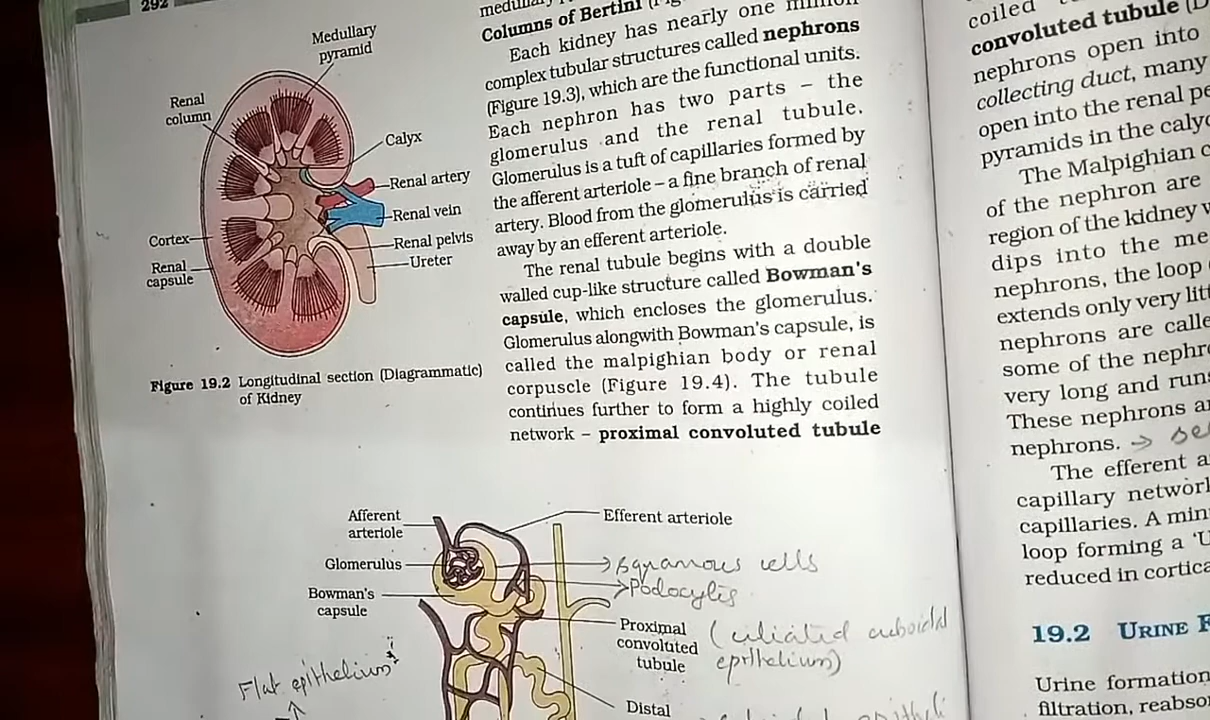 292
Medullary
pyramid
Renal
column
Calyx
Renal artery
Renal vein
Cortex
Renal pelvis
Renal
capsule
Ureter
Figure 19.2 Longitudinal section (Diagrammatic)
of Kidney
Columns of Bertini
Each kidney has nearly one million
complex tubular structures called nephrons
(Figure 19.3), which are the functional units.
Each nephron has two parts – the
glomerulus and the renal tubule.
Glomerulus is a tuft of capillaries formed by
the afferent arteriole – a fine branch of renal
artery. Blood from the glomerulus is carried
away by an efferent arteriole.
The renal tubule begins with a double
walled cup-like structure called Bowman's
capsule, which encloses the glomerulus.
Glomerulus alongwith Bowman's capsule, is
called the malpighian body or renal
corpuscle (Figure 19.4). The tubule
continues further to form a highly coiled
network – proximal convoluted tubule
Afferent
arteriole
Efferent arteriole
Glomerulus
→ Squamous cells
Bowman's
capsule
→ Podocytes
Proximal
convoluted
tubule
(ciliated cuboidal
epithelium)
Flat epithelium
Distal
coiled
convoluted tubule (D
nephrons open into
collecting duct, many
open into the renal pe
pyramids in the calyc
The Malpighian c
of the nephron are
region of the kidney w
dips into the me
nephrons, the loop
extends only very litt
nephrons are calle
some of the nephr
very long and runs
These nephrons a
nephrons. →
The efferent a
capillary network
capillaries. A min
loop forming a 'U
reduced in cortica
19.2 URINE F
Urine formation
filtration, reabso